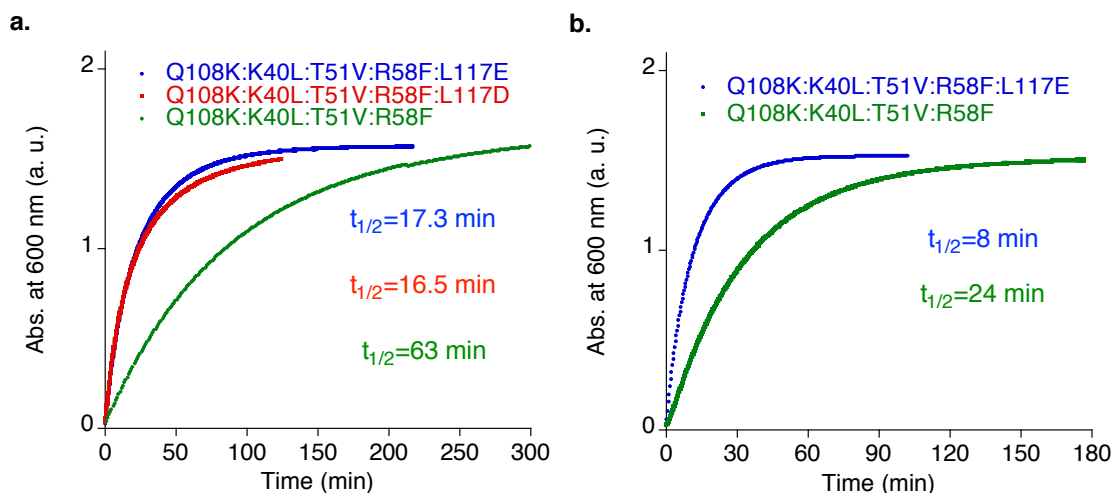 a.
2
Q108K:K40L:T51V:R58F:L117E
Q108K:K40L:T51V:R58F:L117D
Q108K:K40L:T51V:R58F
Abs. at 600 nm (a. u.)
1
t1/2=17.3 min
t1/2=16.5 min
t1/2=63 min
0
0 50 100 150 200 250 300
Time (min)
b.
2
Q108K:K40L:T51V:R58F:L117E
Q108K:K40L:T51V:R58F
Abs. at 600 nm (a. u.)
1
t1/2=8 min
t1/2=24 min
0
0 30 60 90 120 150 180
Time (min)